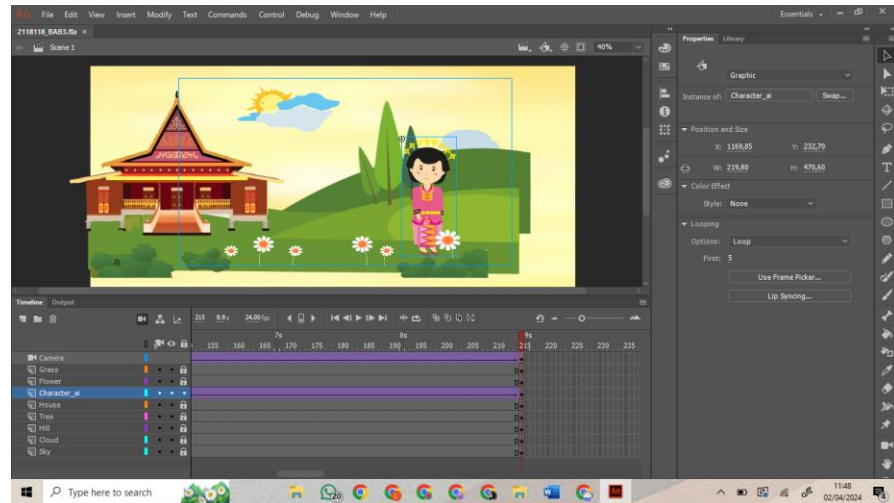 An File Edit View Insert Modify Text Commands Control Debug Window Help Essentials
2118118_BAB3.fla ×
Scene 1 40%
Properties Library
Graphic
Instance of: Character_ai Swap...
Position and Size
X: 1169,85 Y: 232,70
W: 219,80 H: 470,60
Color Effect
Style: None
Looping
Options: Loop
First: 5
Use Frame Picker...
Lip Syncing...
Timeline Output
215 8,9 s 24,00 fps
7s 8s 9s
155 160 165 170 175 180 185 190 195 200 205 210 215 220 225 230 235
Camera
Grass
Flower
Character_ai
House
Tree
Hill
Cloud
Sky
Type here to search
20
An
11:48
02/04/2024